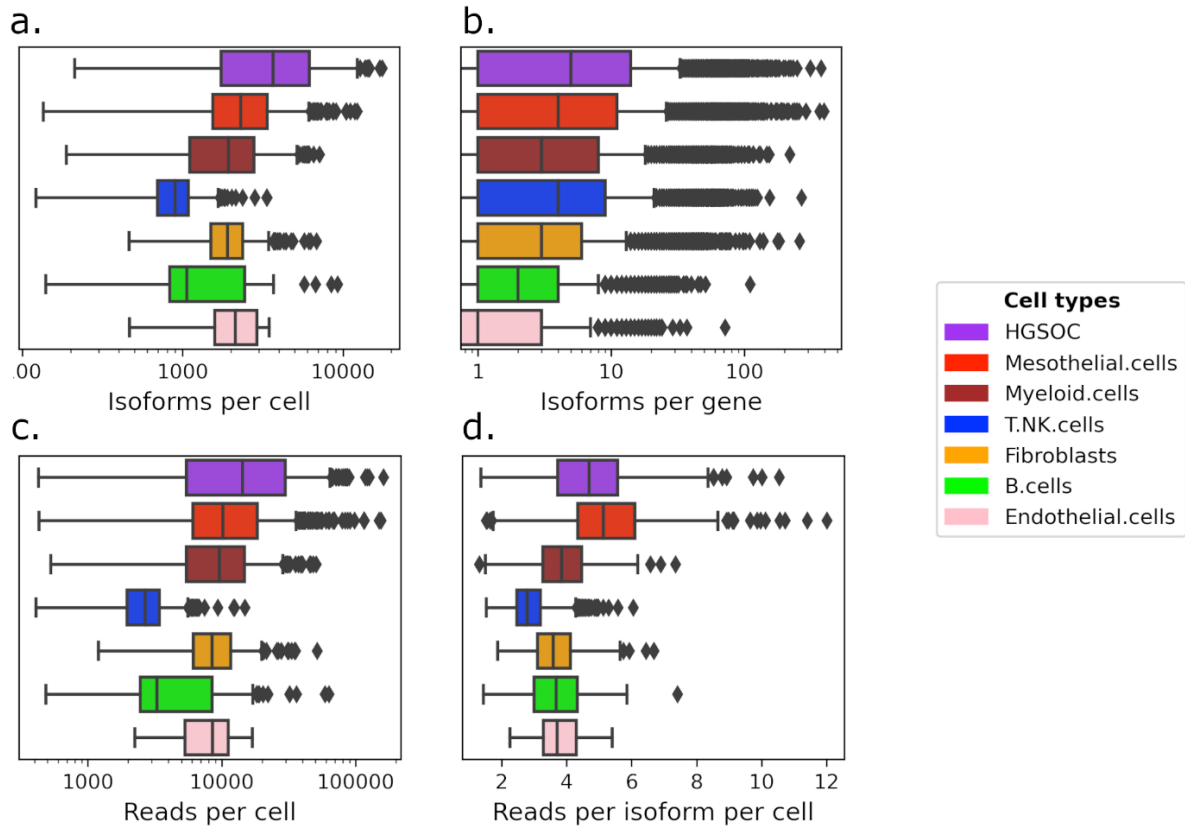 a.
b.
:00
1000
10000
Isoforms per cell
1
10
100
Isoforms per gene
c.
d.
1000
10000
100000
Reads per cell
2
4
6
8
10
12
Reads per isoform per cell
Cell types
HGSOC
Mesothelial.cells
Myeloid.cells
T.NK.cells
Fibroblasts
B.cells
Endothelial.cells